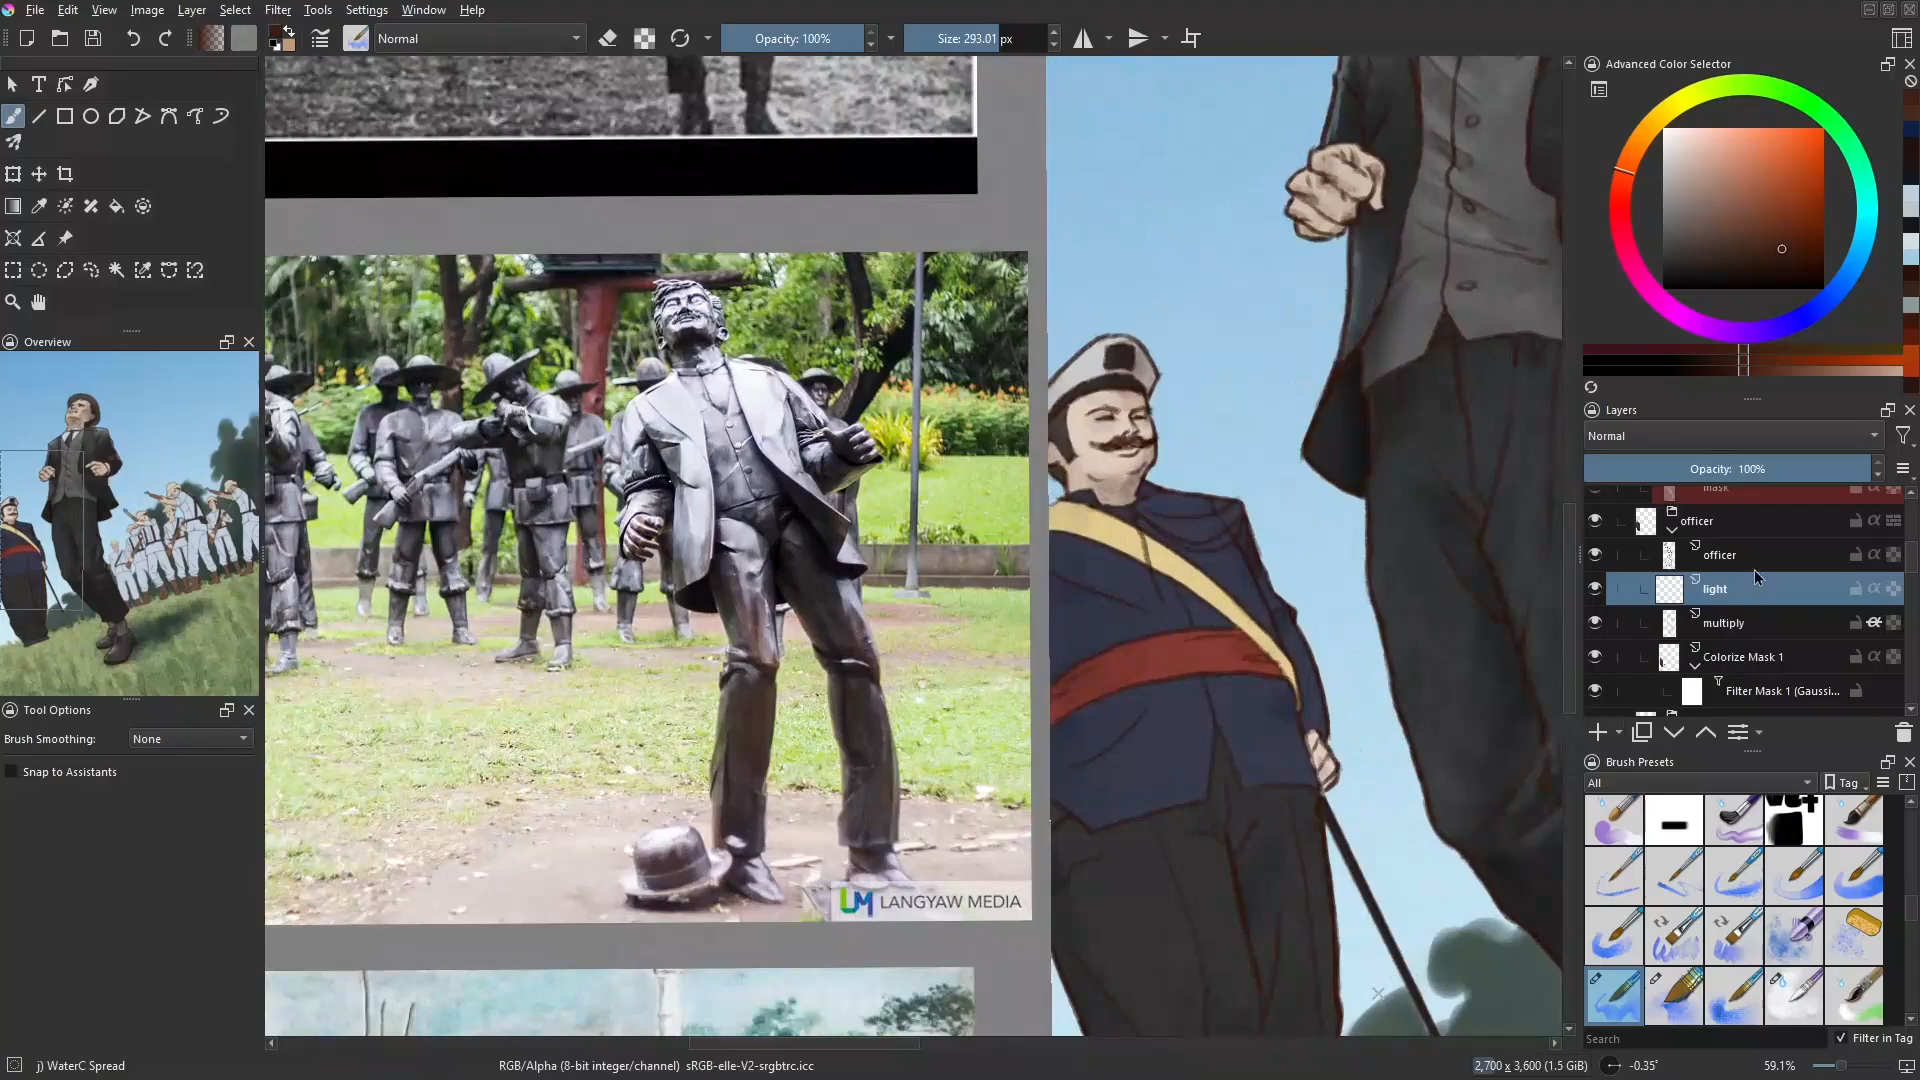 File Edit View Image Layer Select Filter Tools Settings Window Help
Normal
Opacity: 100%
Size: 293.01 px
Advanced Color Selector
Overview
Tool Options
Brush Smoothing: None
Snap to Assistants
LANGYAW MEDIA
Layers
Normal
Opacity: 100%
mask
officer
officer
light
multiply
Colorize Mask 1
Filter Mask 1 (Gaussi...
Brush Presets
All
Tag
Search
Filter in Tag
j) WaterC Spread
RGB/Alpha (8-bit integer/channel) sRGB-elle-V2-srgbtrc.icc
2,700 x 3,600 (1.5 GiB)
-0.35°
59.1%